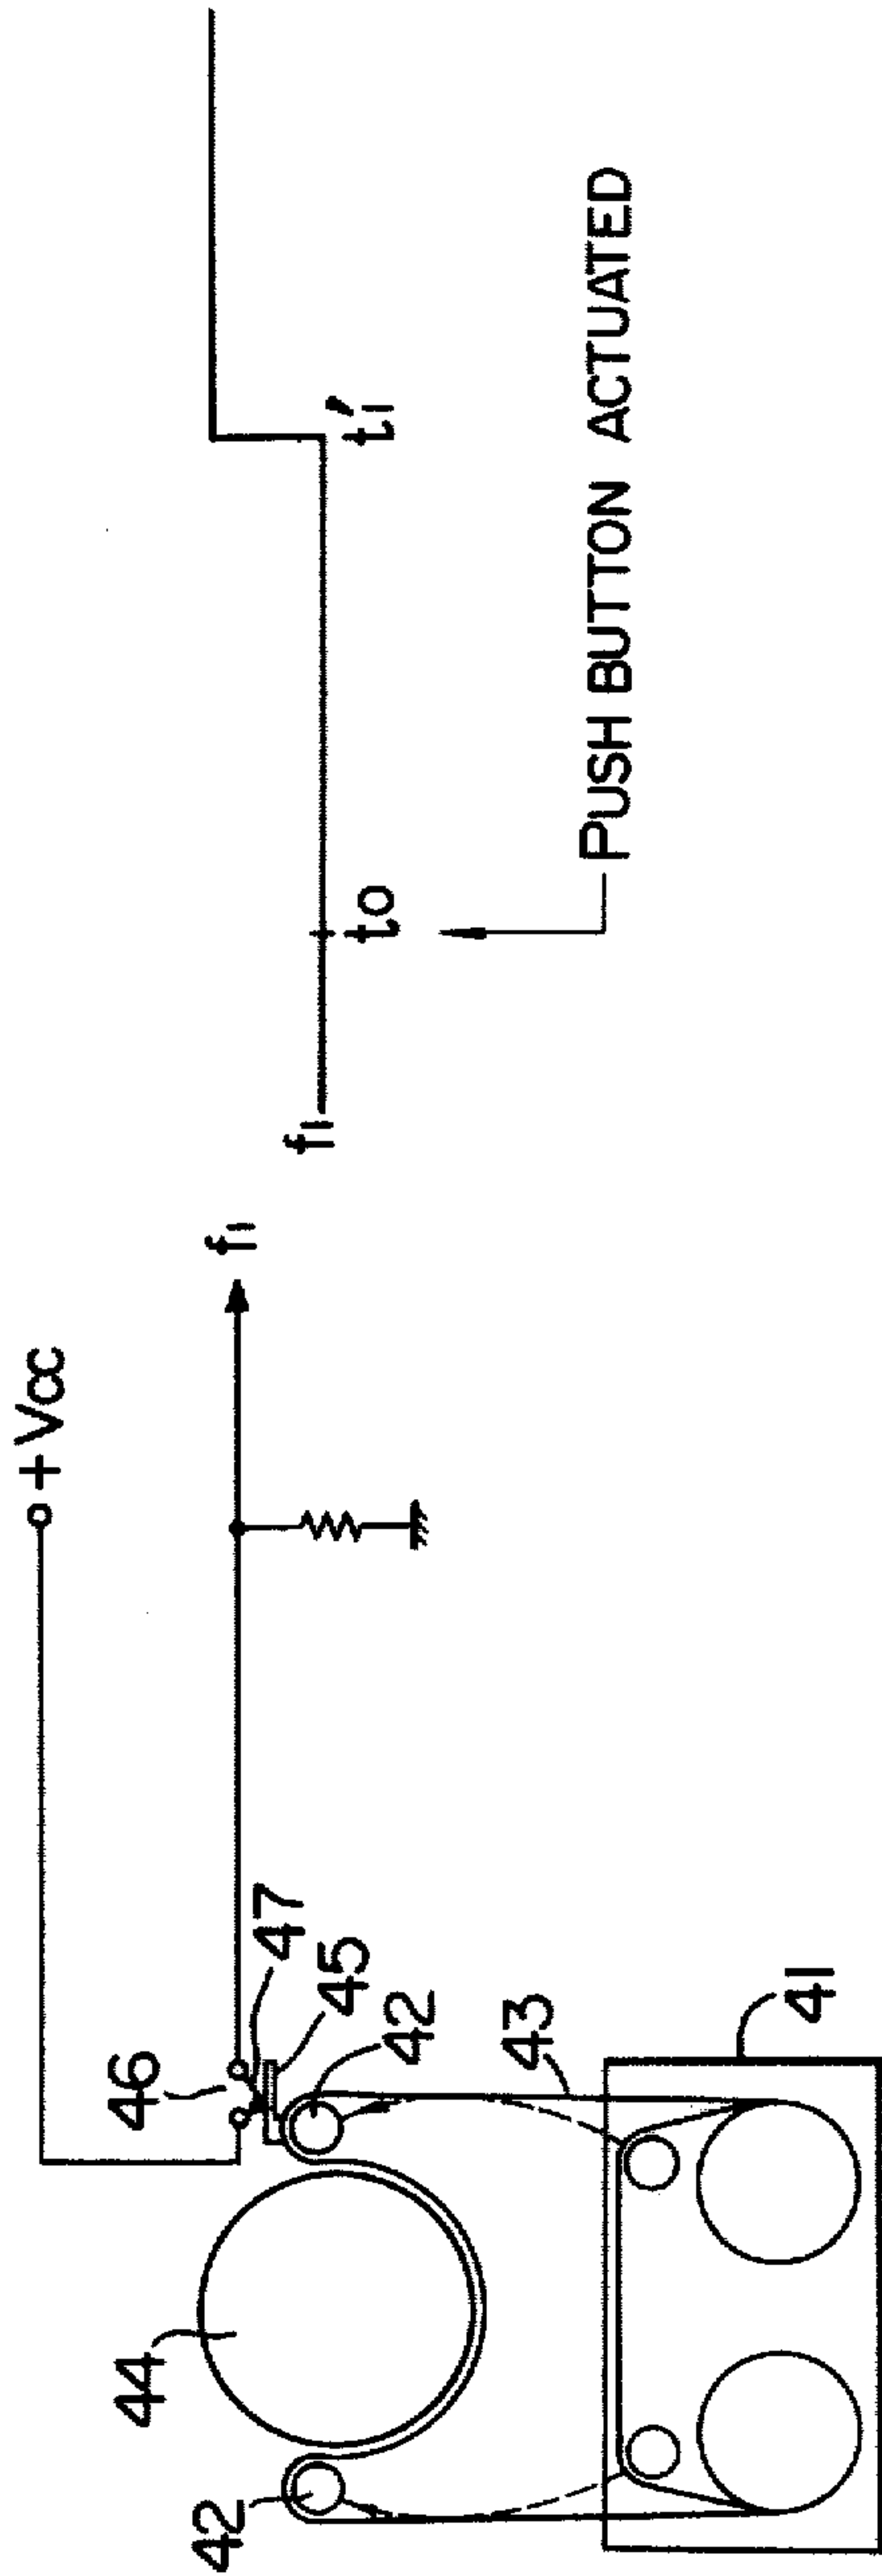 +Vcc
46
47
45
f1
44
42
42
43
41
f1
t0
t1'
PUSH BUTTON ACTUATED